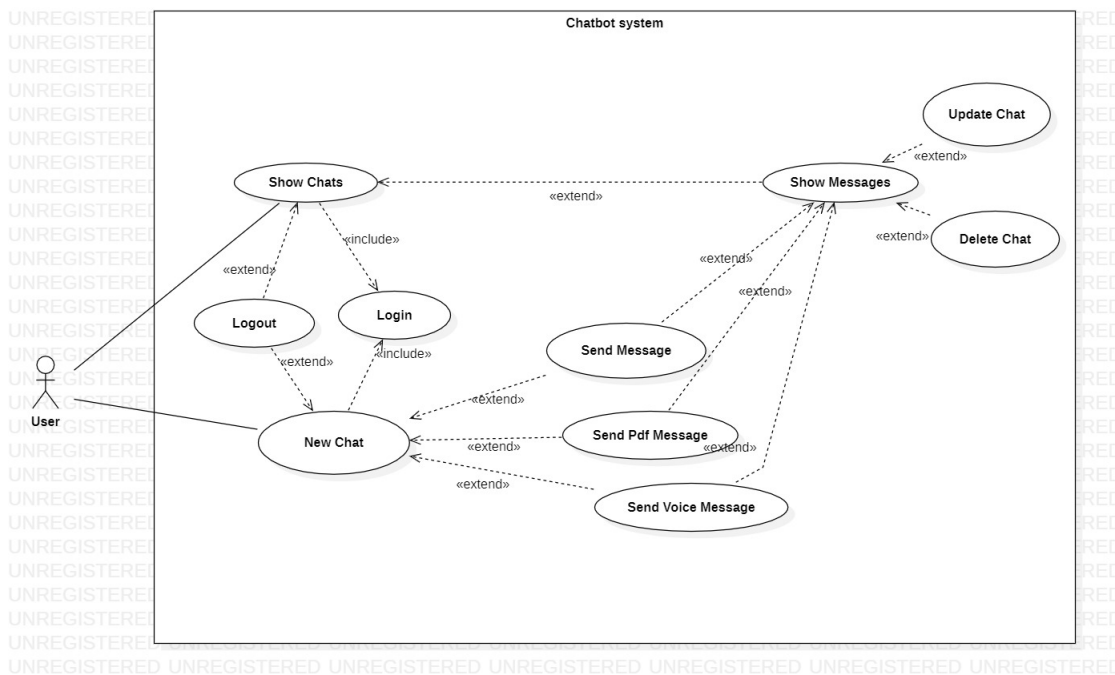 Chatbot system
Update Chat
«extend»
Show Chats
Show Messages
«extend»
«extend»
Delete Chat
«include»
«extend»
«extend»
«extend»
Logout
Login
Send Message
«include»
«extend»
User
«extend»
New Chat
Send Pdf Message
«extend»
«extend»
«extend»
Send Voice Message
UNREGISTERED UNREGISTERED UNREGISTERED UNREGISTERED UNREGISTERED UNREGISTERED UNREGISTERED